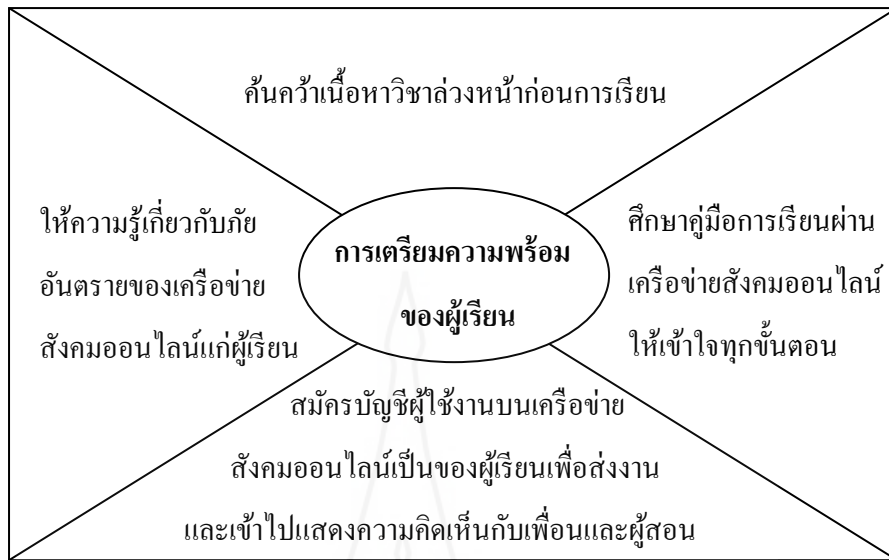 ค้นคว้าเนื้อหาวิชาล่วงหน้าก่อนการเรียน
ให้ความรู้เกี่ยวกับภัย
อันตรายของเครือข่าย
สังคมออนไลน์แก่ผู้เรียน
การเตรียมความพร้อม
ของผู้เรียน
ศึกษาคู่มือการเรียนผ่าน
เครือข่ายสังคมออนไลน์
ให้เข้าใจทุกขั้นตอน
สมัครบัญชีผู้ใช้งานบนเครือข่าย
สังคมออนไลน์เป็นของผู้เรียนเพื่อส่งงาน
และเข้าไปแสดงความคิดเห็นกับเพื่อนและผู้สอน